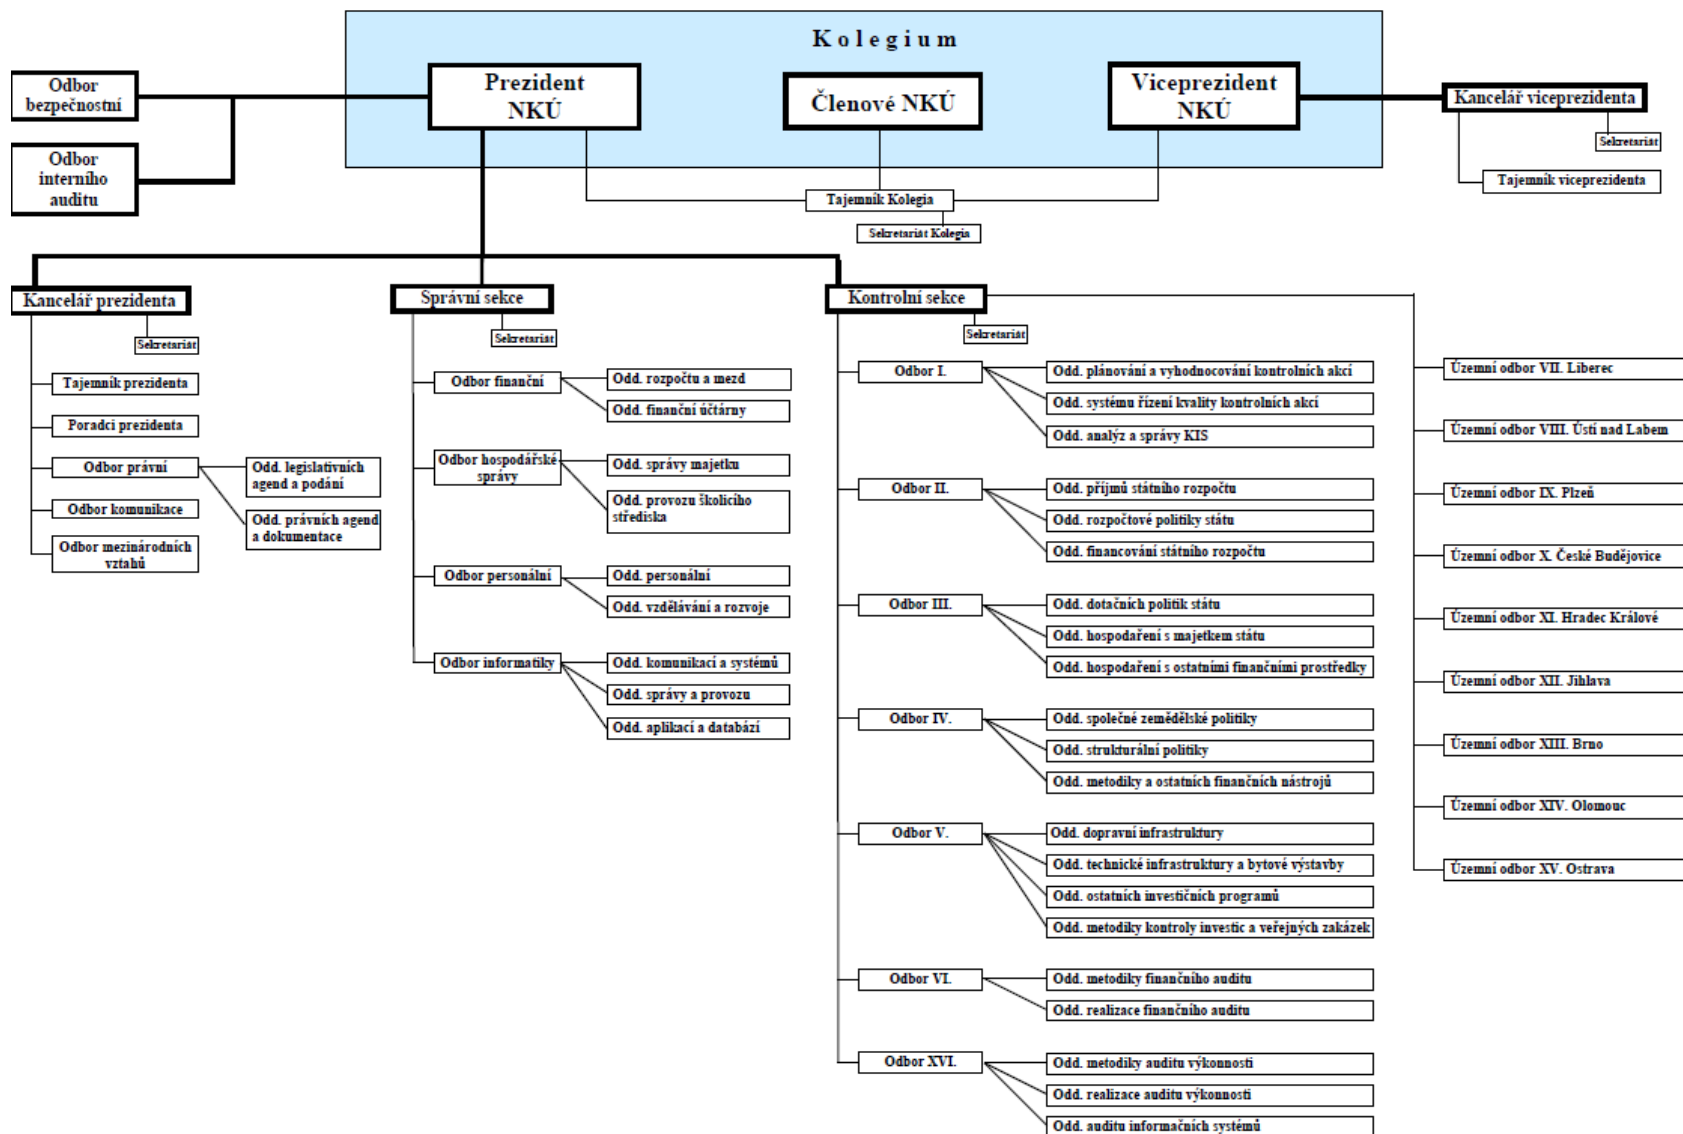 Kolegium
Odbor
bezpečnostní
Prezident
NKÚ
Členové NKÚ
Viceprezident
NKÚ
Kancelář viceprezidenta
Sekretariát
Tajemník viceprezidenta
Odbor
interního
auditu
Tajemník Kolegia
Sekretariát Kolegia
Kancelář prezidenta
Sekretariát
Tajemník prezidenta
Poradci prezidenta
Odbor právní
Odd. legislativních
agend a podání
Odd. právních agend
a dokumentace
Odbor komunikace
Odbor mezinárodních
vztahů
Správní sekce
Sekretariát
Odbor finanční
Odd. rozpočtu a mezd
Odd. finanční účtárny
Odbor hospodářské
správy
Odd. správy majetku
Odd. provozu školicího
střediska
Odbor personální
Odd. personální
Odd. vzdělávání a rozvoje
Odbor informatiky
Odd. komunikací a systémů
Odd. správy a provozu
Odd. aplikací a databází
Kontrolní sekce
Sekretariát
Odbor I.
Odd. plánování a vyhodnocování kontrolních akcí
Odd. systému řízení kvality kontrolních akcí
Odd. analýz a správy KIS
Odbor II.
Odd. příjmů státního rozpočtu
Odd. rozpočtové politiky státu
Odd. financování státního rozpočtu
Odbor III.
Odd. dotačních politik státu
Odd. hospodaření s majetkem státu
Odd. hospodaření s ostatními finančními prostředky
Odbor IV.
Odd. společné zemědělské politiky
Odd. strukturální politiky
Odd. metodiky a ostatních finančních nástrojů
Odbor V.
Odd. dopravní infrastruktury
Odd. technické infrastruktury a bytové výstavby
Odd. ostatních investičních programů
Odd. metodiky kontroly investic a veřejných zakázek
Odbor VI.
Odd. metodiky finančního auditu
Odd. realizace finančního auditu
Odbor XVI.
Odd. metodiky auditu výkonnosti
Odd. realizace auditu výkonnosti
Odd. auditu informačních systémů
Územní odbor VII. Liberec
Územní odbor VIII. Ústí nad Labem
Územní odbor IX. Plzeň
Územní odbor X. České Budějovice
Územní odbor XI. Hradec Králové
Územní odbor XII. Jihlava
Územní odbor XIII. Brno
Územní odbor XIV. Olomouc
Územní odbor XV. Ostrava